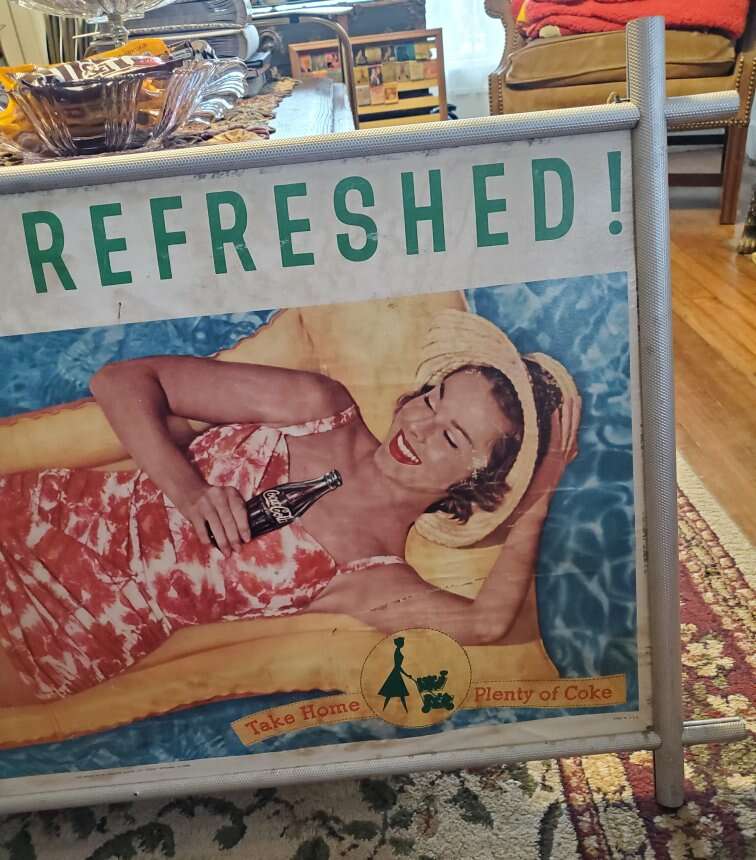 REFRESHED!
Coca-Cola
Take Home
Plenty of Coke